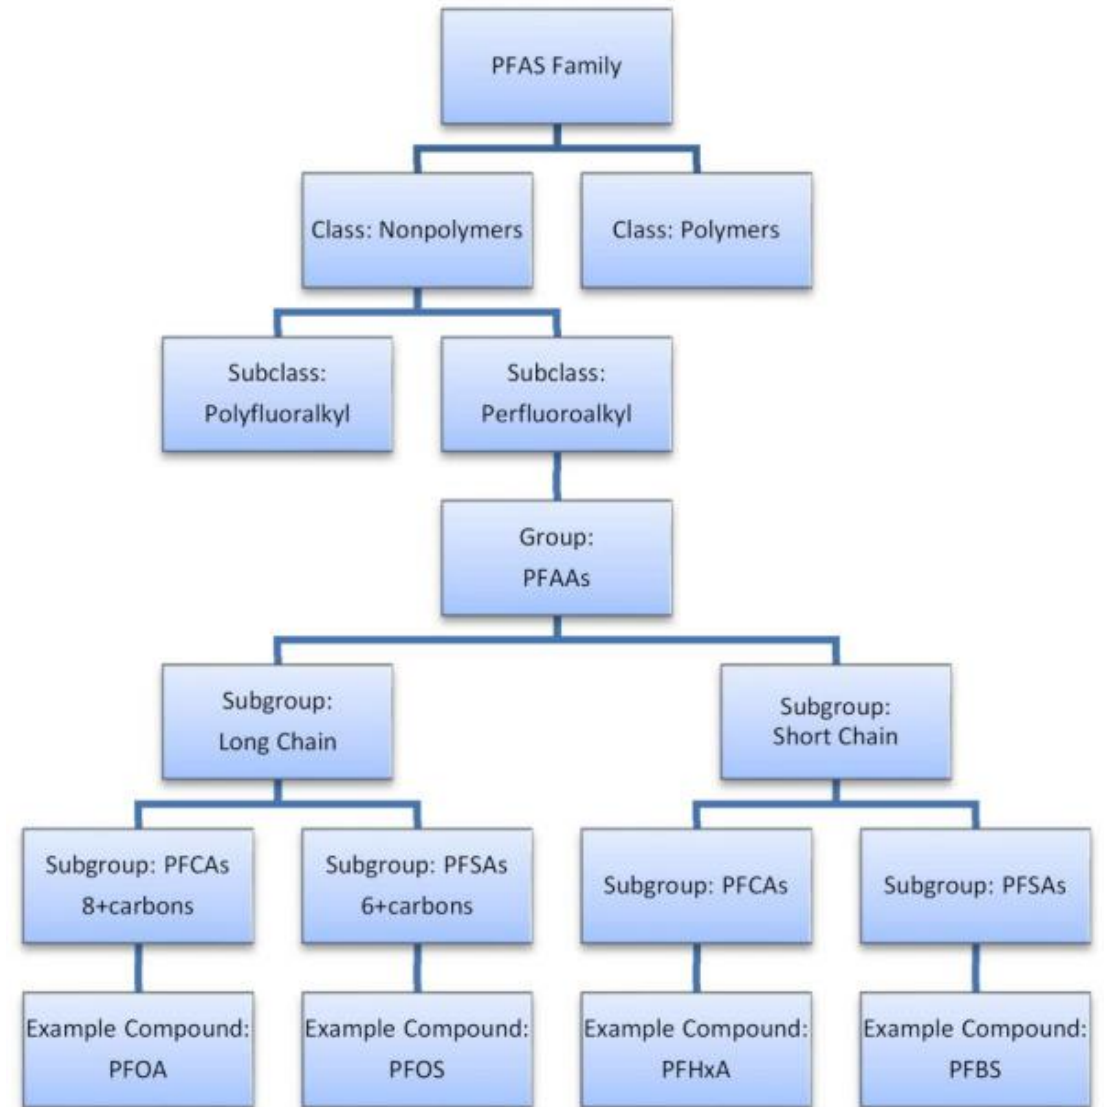 PFAS Family
Class: Nonpolymers
Class: Polymers
Subclass:
Polyfluoralkyl
Subclass:
Perfluoroalkyl
Group:
PFAAs
Subgroup:
Long Chain
Subgroup:
Short Chain
Subgroup: PFCAs
8+carbons
Subgroup: PFSAs
6+carbons
Subgroup: PFCAs
Subgroup: PFSAs
Example Compound:
PFOA
Example Compound:
PFOS
Example Compound:
PFHxA
Example Compound:
PFBS